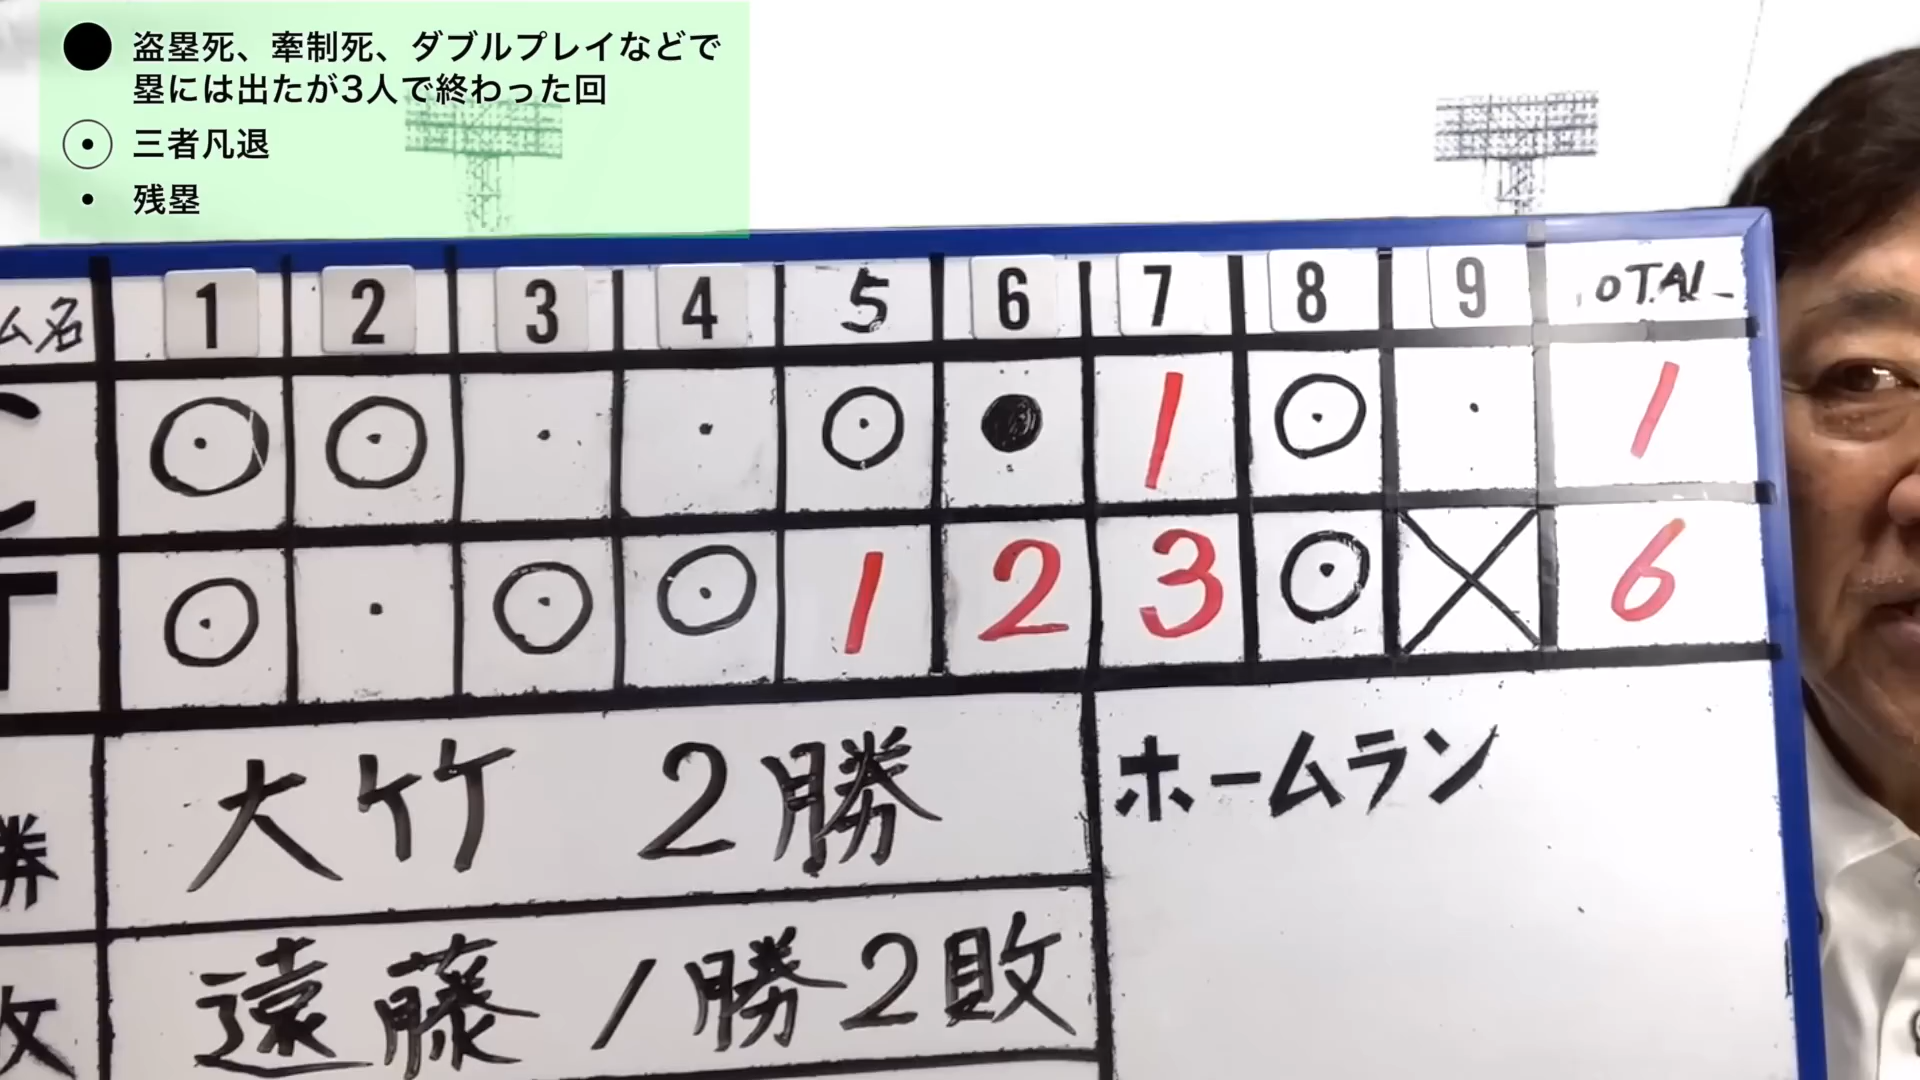 ● 盗塁死、牽制死、ダブルプレイなどで
塁には出たが3人で終わった回
三者凡退
・ 残塁
ム名 1 2 3 4 5 6 7 8 9 OTAL
1 1
1 2 3 6
大竹 2勝
ホームラン
遠藤 1勝2敗